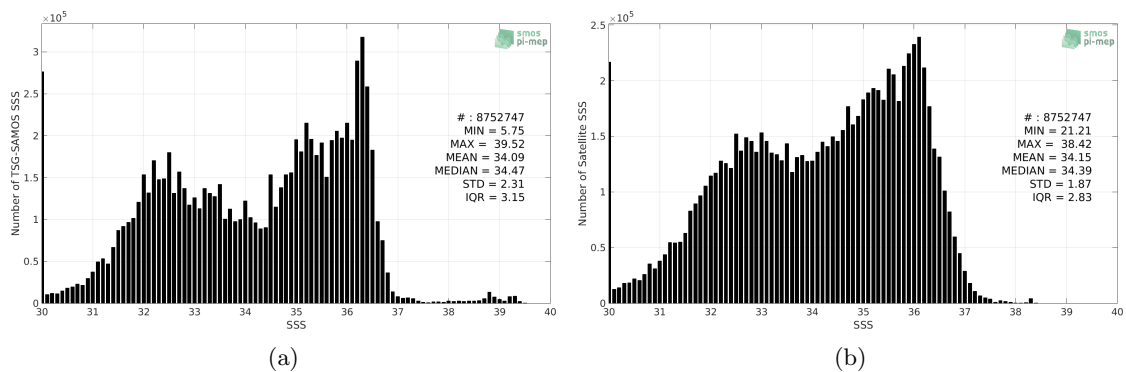 ×10⁵
3
2.5
2
1.5
1
0.5
0
Number of TSG-SAMOS SSS
30 31 32 33 34 35 36 37 38 39 40
SSS
smos
pi-mep
# : 8752747
MIN = 5.75
MAX = 39.52
MEAN = 34.09
MEDIAN = 34.47
STD = 2.31
IQR = 3.15
(a)
×10⁵
2.5
2
1.5
1
0.5
0
Number of Satellite SSS
30 31 32 33 34 35 36 37 38 39 40
SSS
smos
pi-mep
# : 8752747
MIN = 21.21
MAX = 38.42
MEAN = 34.15
MEDIAN = 34.39
STD = 1.87
IQR = 2.83
(b)